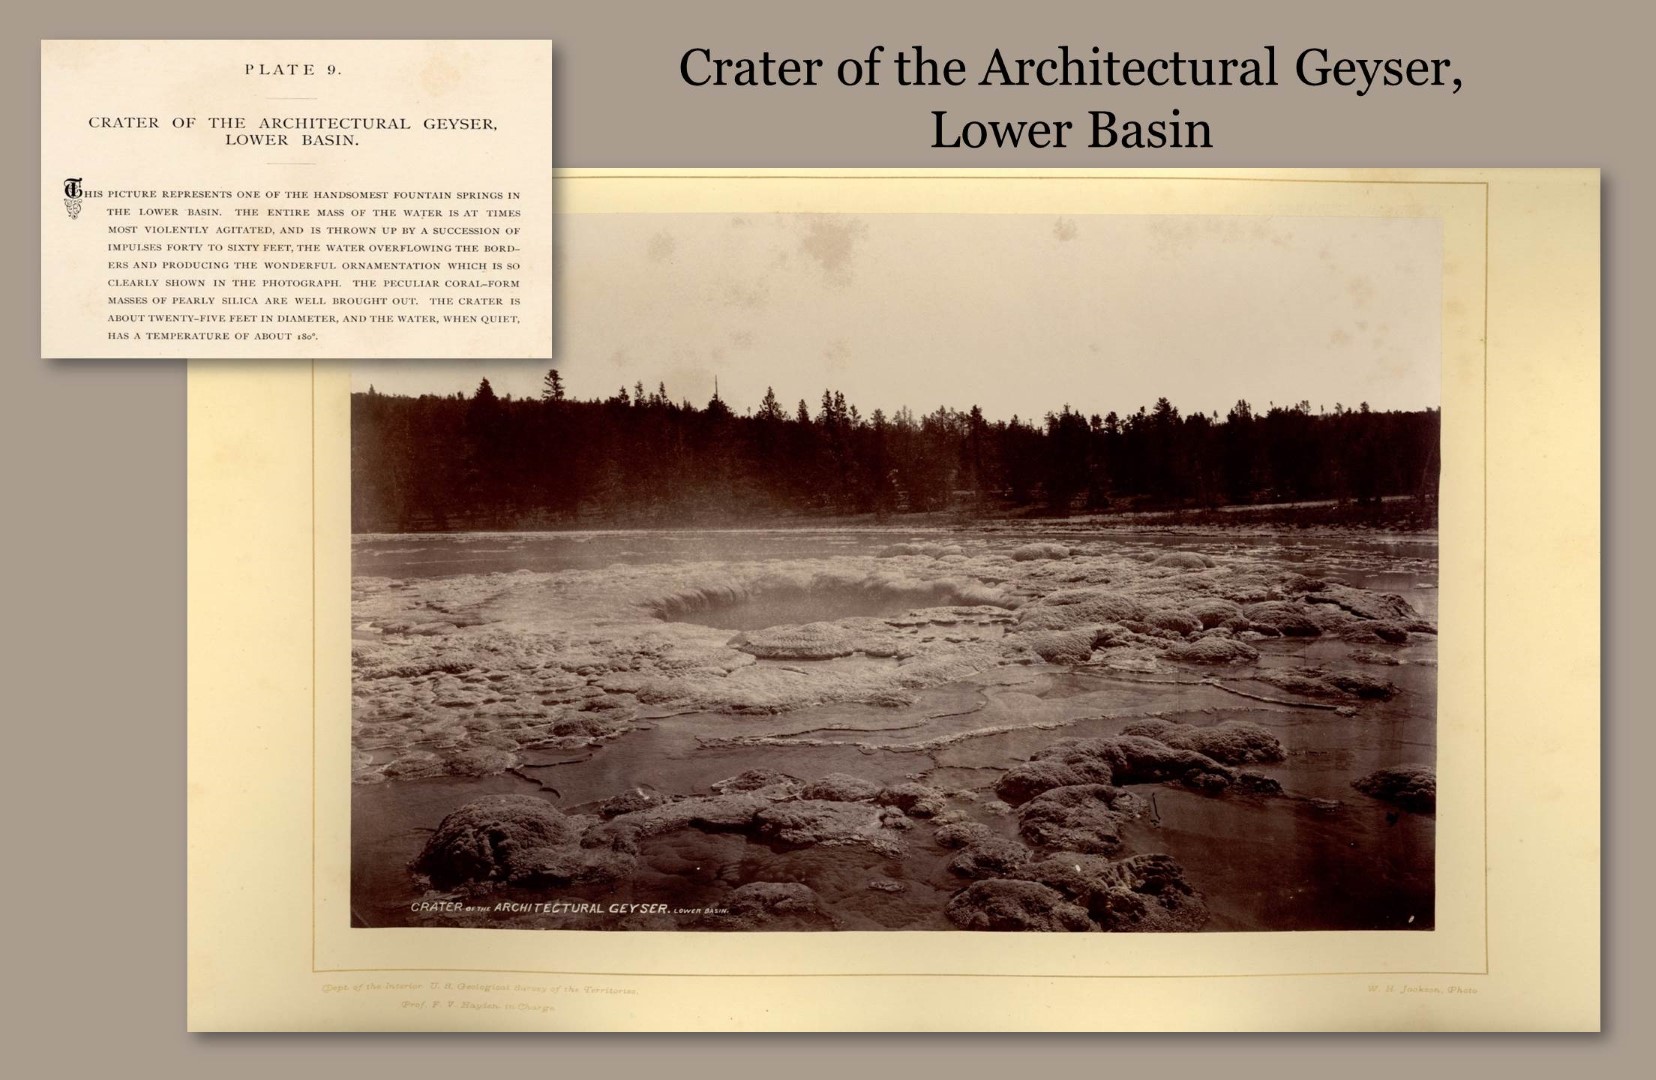 PLATE 9.
CRATER OF THE ARCHITECTURAL GEYSER,
LOWER BASIN.
THIS PICTURE REPRESENTS ONE OF THE HANDSOMEST FOUNTAIN SPRINGS IN
THE LOWER BASIN. THE ENTIRE MASS OF THE WATER IS AT TIMES
MOST VIOLENTLY AGITATED, AND IS THROWN UP BY A SUCCESSION OF
IMPULSES FORTY TO SIXTY FEET, THE WATER OVERFLOWING THE BORD–
ERS AND PRODUCING THE WONDERFUL ORNAMENTATION WHICH IS SO
CLEARLY SHOWN IN THE PHOTOGRAPH. THE PECULIAR CORAL–FORM
MASSES OF PEARLY SILICA ARE WELL BROUGHT OUT. THE CRATER IS
ABOUT TWENTY–FIVE FEET IN DIAMETER, AND THE WATER, WHEN QUIET,
HAS A TEMPERATURE OF ABOUT 180°.
Crater of the Architectural Geyser,
Lower Basin
CRATER OF THE ARCHITECTURAL GEYSER. LOWER BASIN.
Dept. of the Interior U. S. Geological Survey of the Territories.
Prof. F. V. Hayden in Charge
W. H. Jackson, Photo